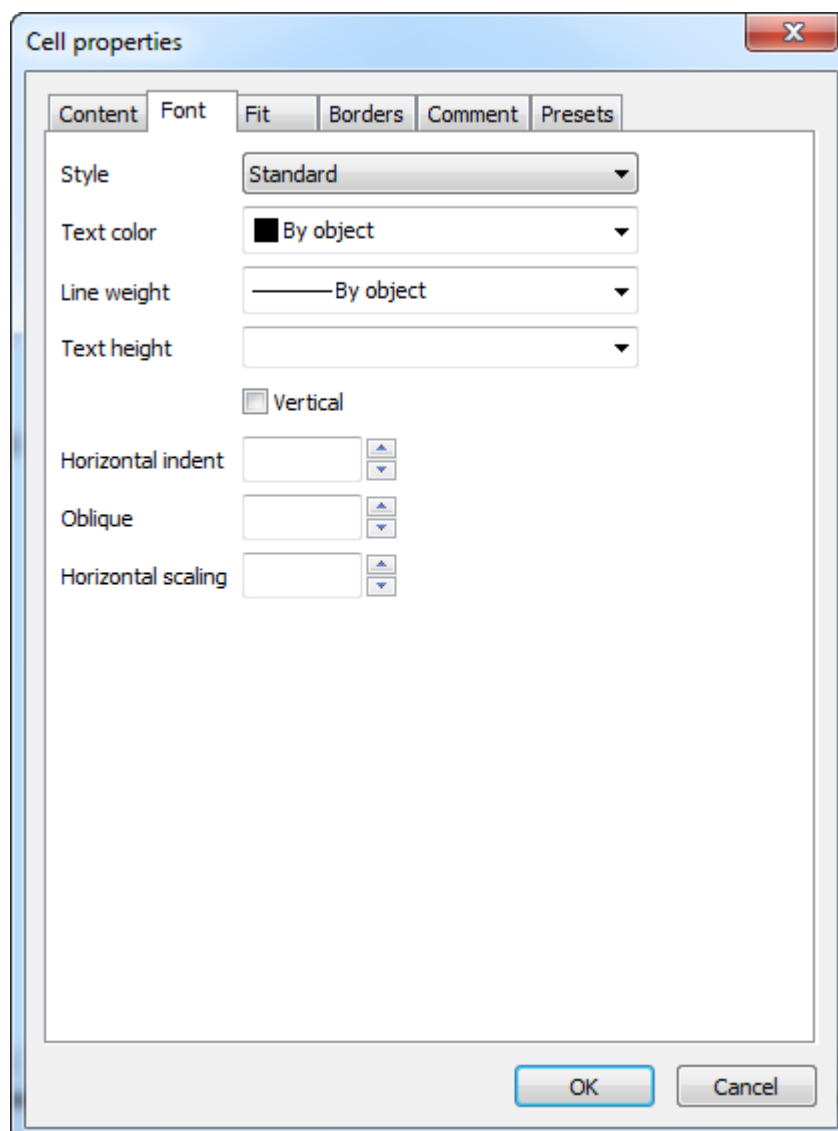 Cell properties
Content Font Fit Borders Comment Presets
Style Standard
Text color By object
Line weight By object
Text height
Vertical
Horizontal indent
Oblique
Horizontal scaling
OK Cancel